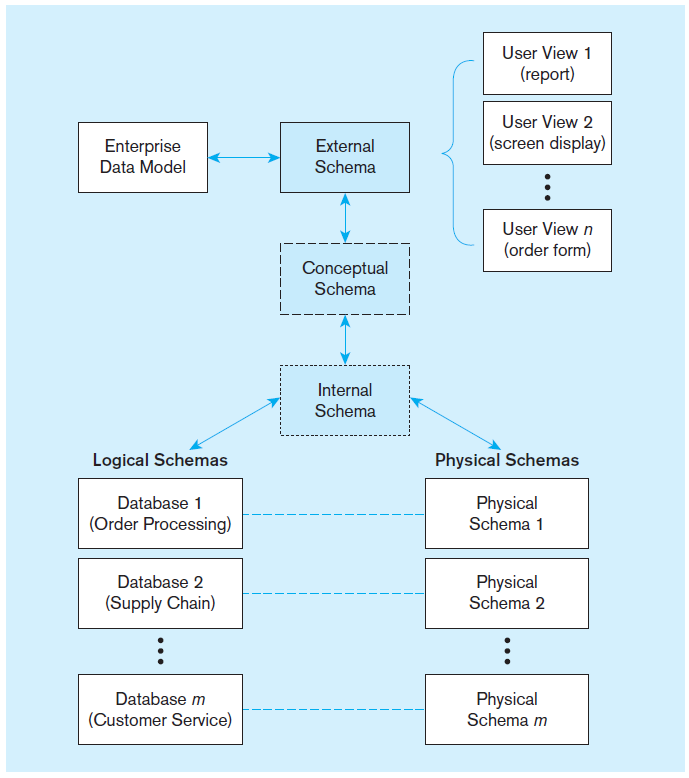 User View 1
(report)
User View 2
(screen display)
User View n
(order form)
Enterprise
Data Model
External
Schema
Conceptual
Schema
Internal
Schema
Logical Schemas
Physical Schemas
Database 1
(Order Processing)
Physical
Schema 1
Database 2
(Supply Chain)
Physical
Schema 2
Database m
(Customer Service)
Physical
Schema m